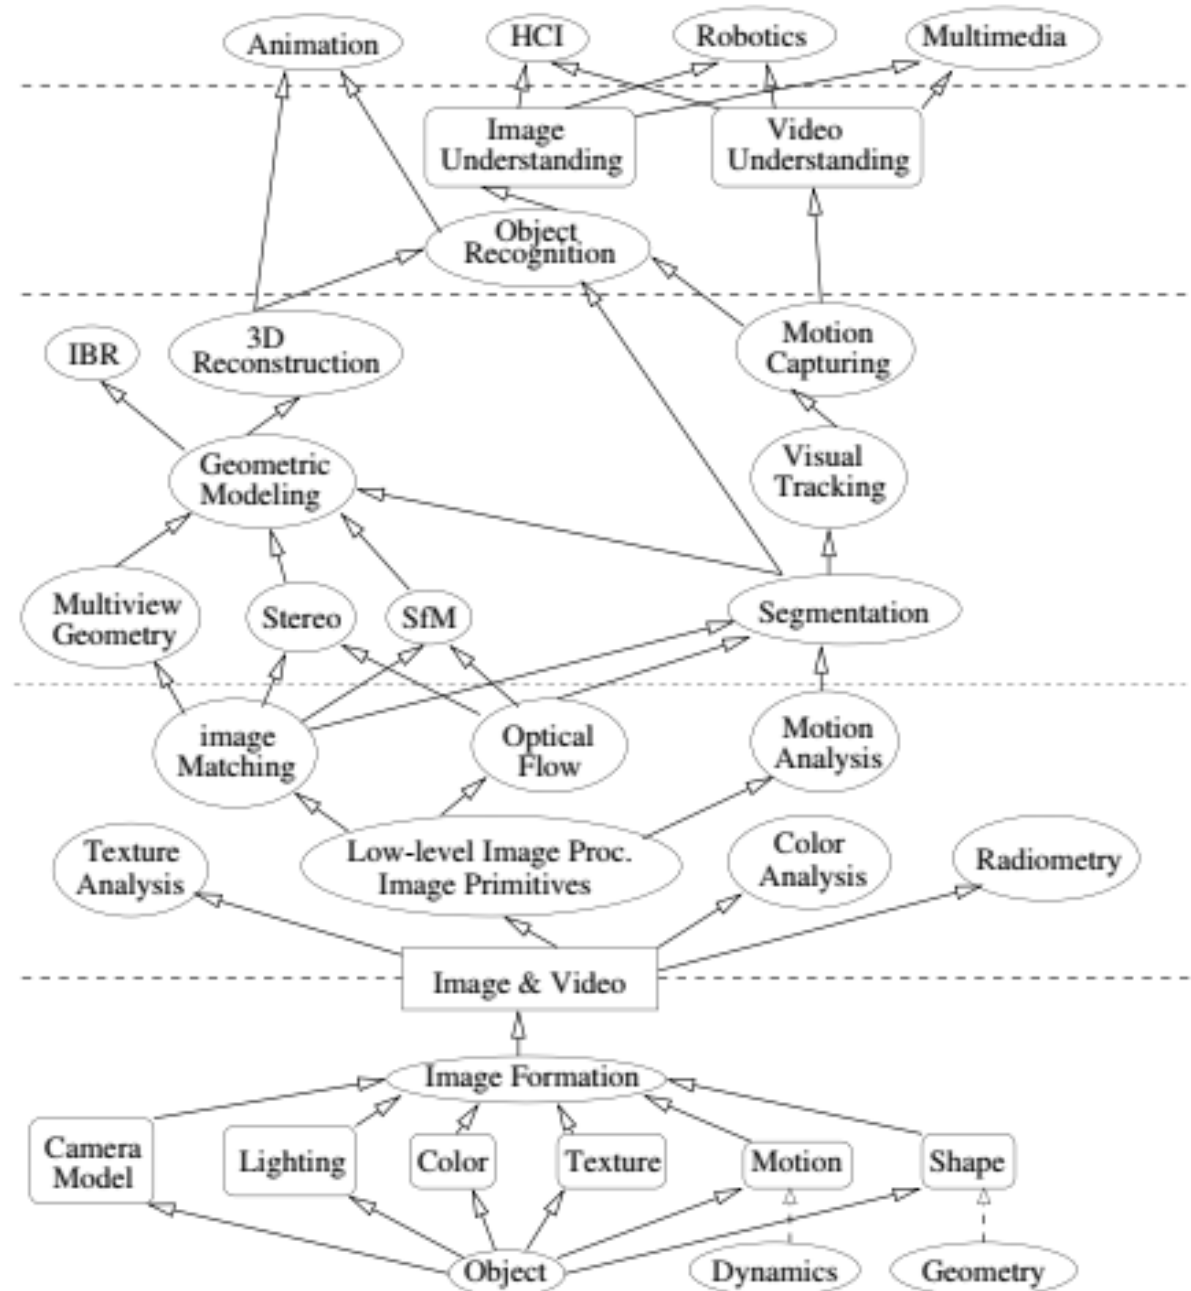 Animation
HCI
Robotics
Multimedia
Image
Understanding
Video
Understanding
Object
Recognition
IBR
3D
Reconstruction
Motion
Capturing
Geometric
Modeling
Visual
Tracking
Multiview
Geometry
Stereo
SfM
Segmentation
image
Matching
Optical
Flow
Motion
Analysis
Texture
Analysis
Low-level Image Proc.
Image Primitives
Color
Analysis
Radiometry
Image & Video
Image Formation
Camera
Model
Lighting
Color
Texture
Motion
Shape
Object
Dynamics
Geometry